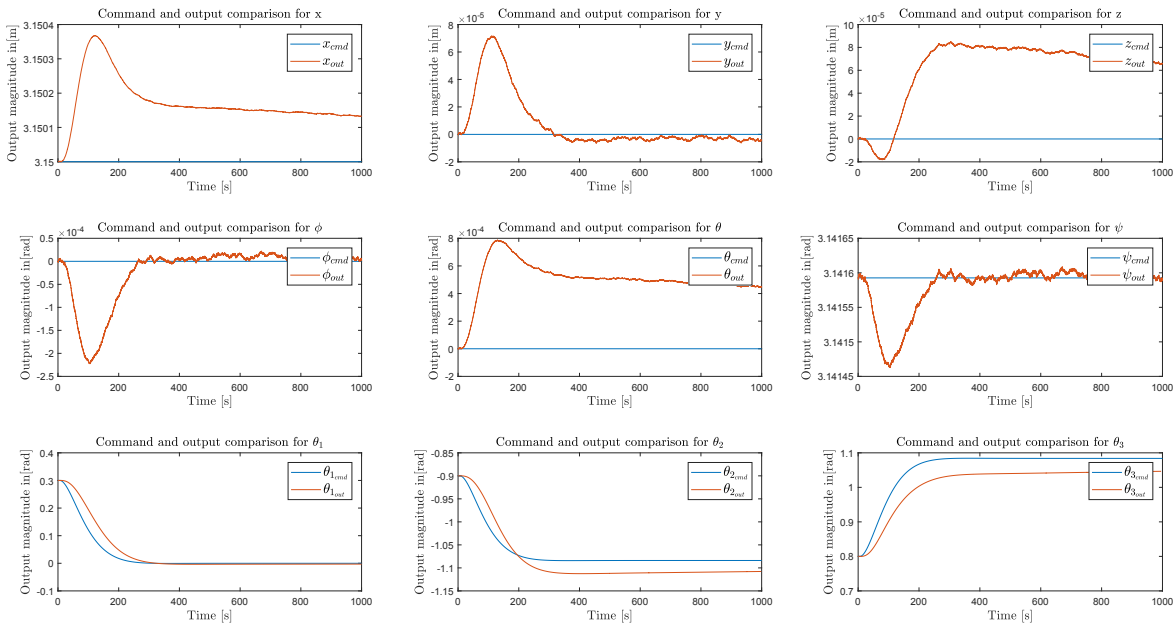 Command and output comparison for x
Output magnitude in[m]
3.1504
3.1503
3.1502
3.1501
3.15
x_cmd
x_out
0 200 400 600 800 1000
Time [s]
Command and output comparison for y
×10^-5
Output magnitude in[m]
8
6
4
2
0
-2
y_cmd
y_out
0 200 400 600 800 1000
Time [s]
Command and output comparison for z
×10^-5
Output magnitude in[m]
10
8
6
4
2
0
-2
z_cmd
z_out
0 200 400 600 800 1000
Time [s]
Command and output comparison for ϕ
×10^-4
Output magnitude in[rad]
0.5
0
-0.5
-1
-1.5
-2
-2.5
ϕ_cmd
ϕ_out
0 200 400 600 800 1000
Time [s]
Command and output comparison for θ
×10^-4
Output magnitude in[rad]
8
6
4
2
0
-2
θ_cmd
θ_out
0 200 400 600 800 1000
Time [s]
Command and output comparison for ψ
Output magnitude in[rad]
3.14165
3.1416
3.14155
3.1415
3.14145
ψ_cmd
ψ_out
0 200 400 600 800 1000
Time [s]
Command and output comparison for θ_1
Output magnitude in[rad]
0.4
0.3
0.2
0.1
0
-0.1
θ_1cmd
θ_1out
0 200 400 600 800 1000
Time [s]
Command and output comparison for θ_2
Output magnitude in[rad]
-0.85
-0.9
-0.95
-1
-1.05
-1.1
-1.15
θ_2cmd
θ_2out
0 200 400 600 800 1000
Time [s]
Command and output comparison for θ_3
Output magnitude in[rad]
1.1
1
0.9
0.8
0.7
θ_3cmd
θ_3out
0 200 400 600 800 1000
Time [s]